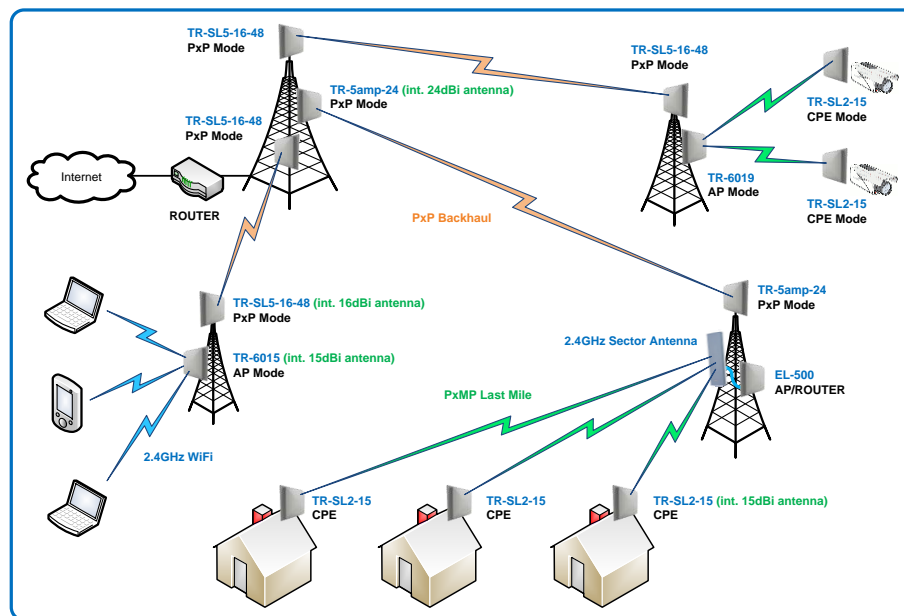 TR-SL5-16-48
PxP Mode
TR-5amp-24 (int. 24dBi antenna)
PxP Mode
TR-SL5-16-48
PxP Mode
TR-SL5-16-48
PxP Mode
TR-SL2-15
CPE Mode
TR-6019
AP Mode
TR-SL2-15
CPE Mode
Internet
ROUTER
PxP Backhaul
TR-SL5-16-48 (int. 16dBi antenna)
PxP Mode
TR-6015 (int. 15dBi antenna)
AP Mode
2.4GHz WiFi
TR-5amp-24
PxP Mode
2.4GHz Sector Antenna
EL-500
AP/ROUTER
PxMP Last Mile
TR-SL2-15
CPE
TR-SL2-15
CPE
TR-SL2-15 (int. 15dBi antenna)
CPE